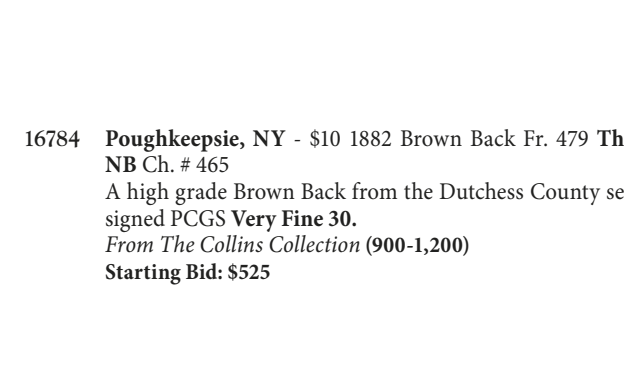 16784 Poughkeepsie, NY - $10 1882 Brown Back Fr. 479 Th
NB Ch. # 465
A high grade Brown Back from the Dutchess County se
signed PCGS Very Fine 30.
From The Collins Collection (900-1,200)
Starting Bid: $525